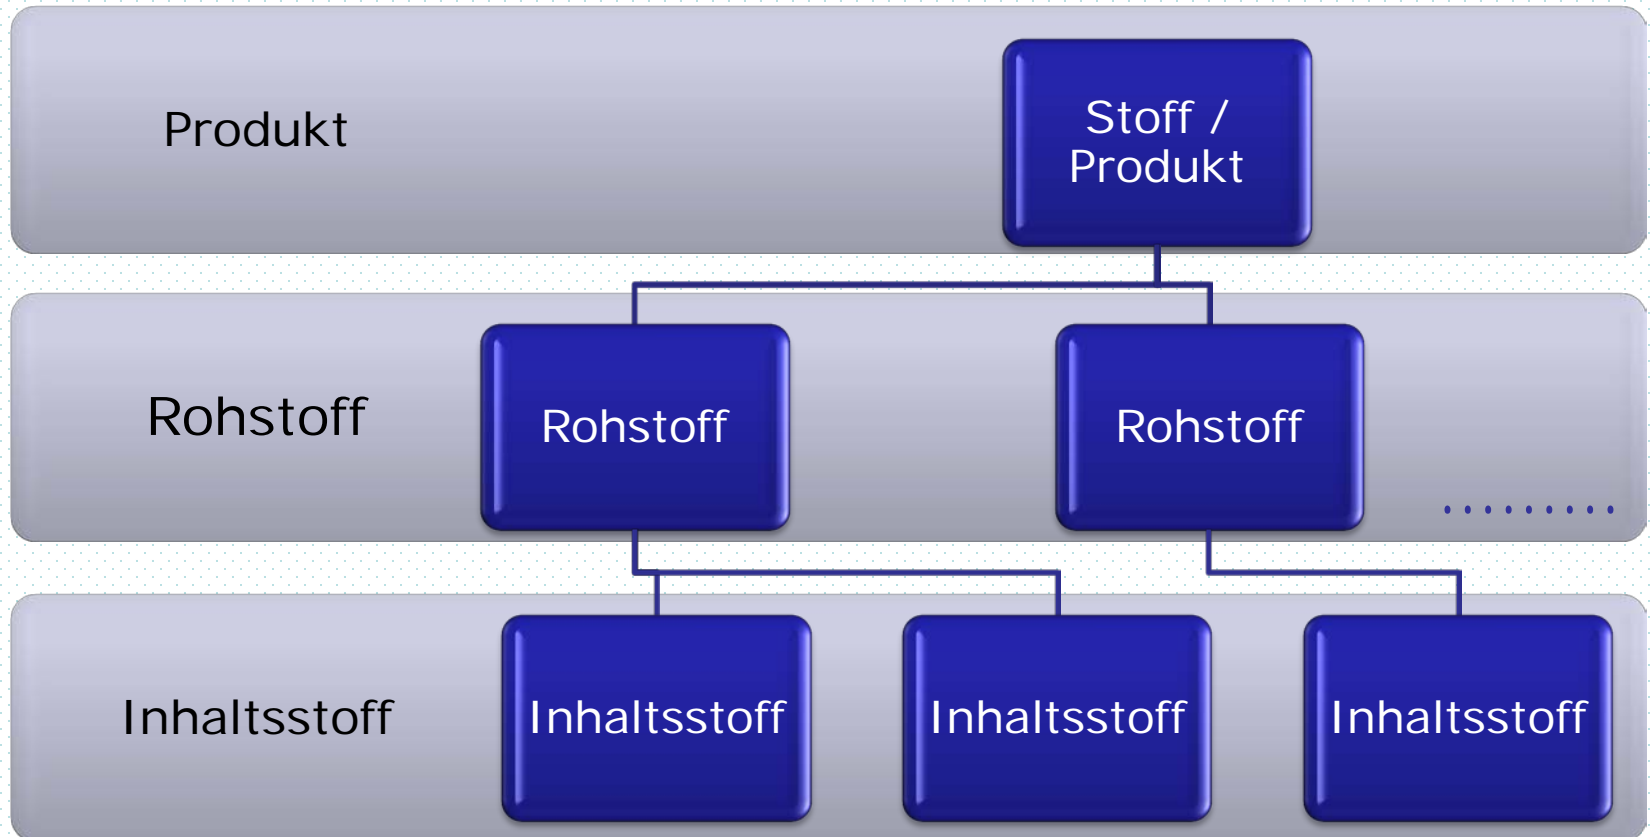 Produkt
Stoff /
Produkt
Rohstoff
Rohstoff
Rohstoff
.........
Inhaltsstoff
Inhaltsstoff
Inhaltsstoff
Inhaltsstoff